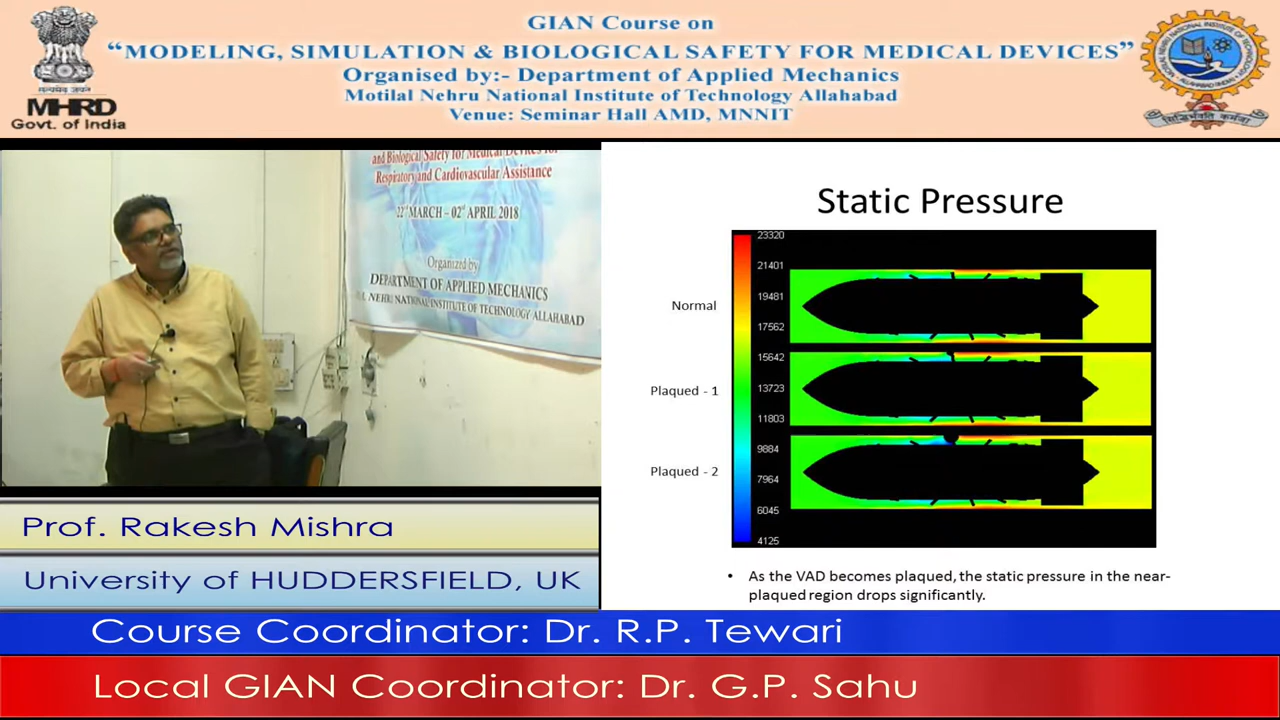 GIAN Course on
“MODELING, SIMULATION & BIOLOGICAL SAFETY FOR MEDICAL DEVICES”
Organised by:- Department of Applied Mechanics
Motilal Nehru National Institute of Technology Allahabad
Venue: Seminar Hall AMD, MNNIT
सत्यमेव जयते
MHRD
Govt. of India
and Biological Safety for Medical Devices for
Respiratory and Cardiovascular Assistance
22 MARCH – 02 APRIL 2018
Organized by
DEPARTMENT OF APPLIED MECHANICS
NEHRU NATIONAL INSTITUTE OF TECHNOLOGY ALLAHABAD
Static Pressure
23320
21401
19481
17562
15642
13723
11803
9884
7964
6045
4125
Normal
Plaqued - 1
Plaqued - 2
• As the VAD becomes plaqued, the static pressure in the near-
plaqued region drops significantly.
Prof. Rakesh Mishra
University of HUDDERSFIELD, UK
Course Coordinator: Dr. R.P. Tewari
Local GIAN Coordinator: Dr. G.P. Sahu